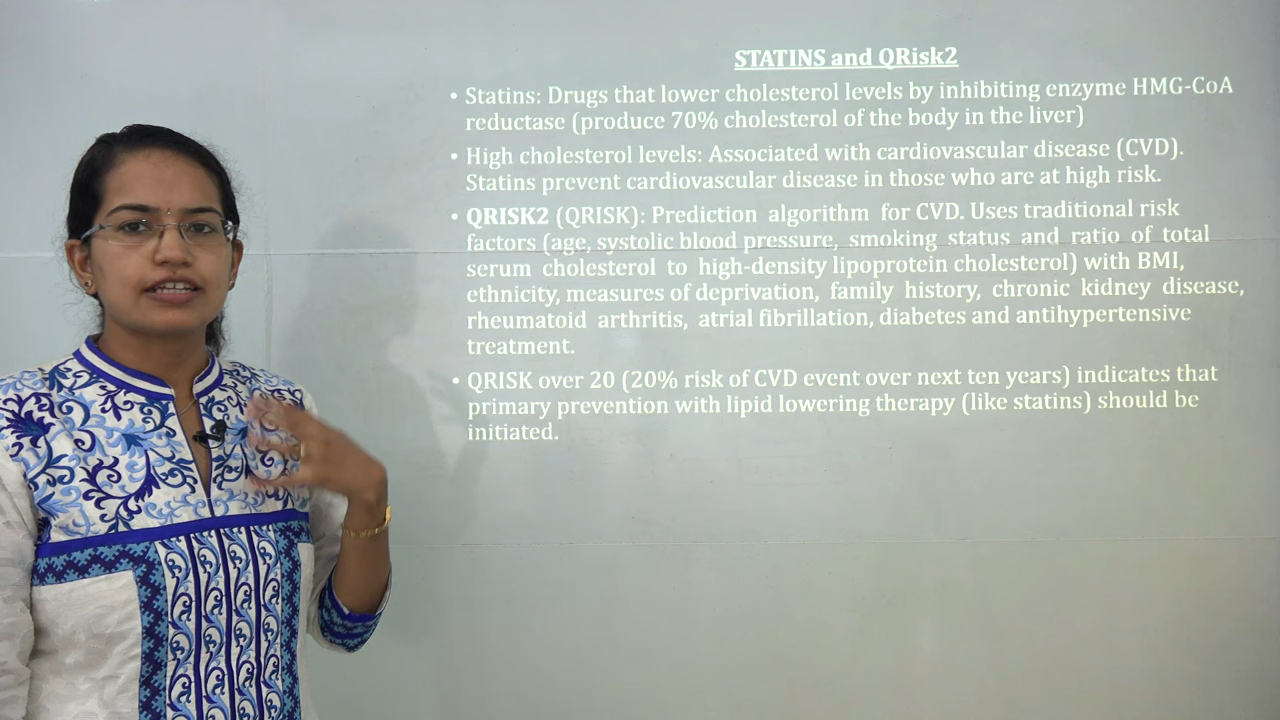 STATINS and QRisk2
• Statins: Drugs that lower cholesterol levels by inhibiting enzyme HMG-CoA
reductase (produce 70% cholesterol of the body in the liver)
• High cholesterol levels: Associated with cardiovascular disease (CVD).
Statins prevent cardiovascular disease in those who are at high risk.
• QRISK2 (QRISK): Prediction algorithm for CVD. Uses traditional risk
factors (age, systolic blood pressure, smoking status and ratio of total
serum cholesterol to high-density lipoprotein cholesterol) with BMI,
ethnicity, measures of deprivation, family history, chronic kidney disease,
rheumatoid arthritis, atrial fibrillation, diabetes and antihypertensive
treatment.
• QRISK over 20 (20% risk of CVD event over next ten years) indicates that
primary prevention with lipid lowering therapy (like statins) should be
initiated.